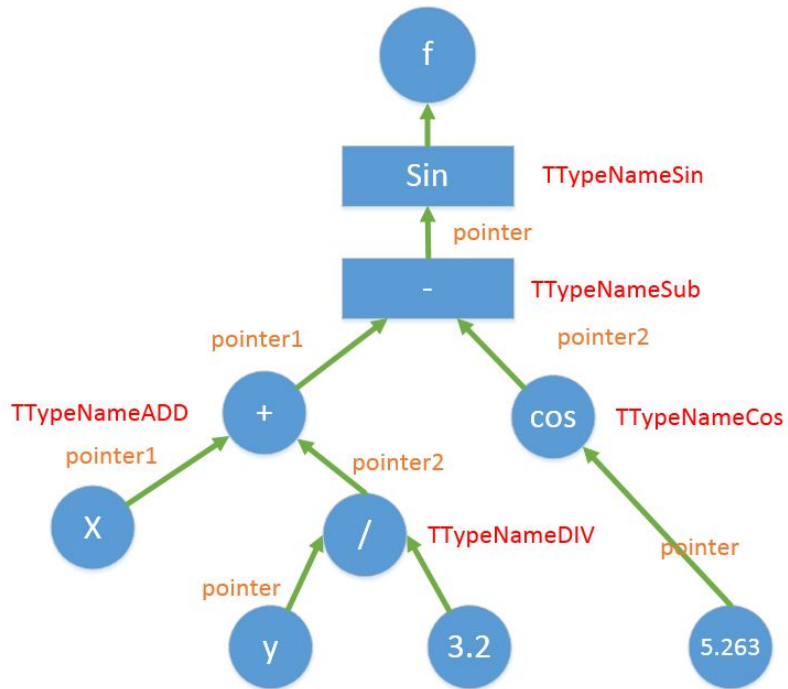 f
Sin
TTypeNameSin
pointer
-
TTypeNameSub
pointer1
pointer2
TTypeNameADD
+
cos
TTypeNameCos
pointer1
pointer2
X
/
TTypeNameDIV
pointer
pointer
y
3.2
5.263